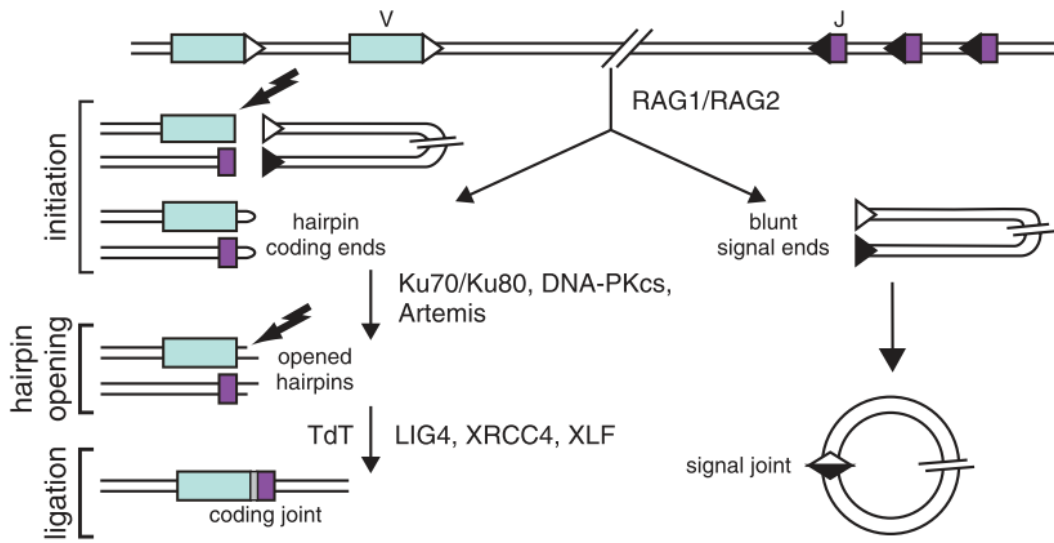 V
J
RAG1/RAG2
initiation
hairpin
coding ends
blunt
signal ends
Ku70/Ku80, DNA-PKcs,
Artemis
hairpin
opening
opened
hairpins
TdT
LIG4, XRCC4, XLF
signal joint
ligation
coding joint